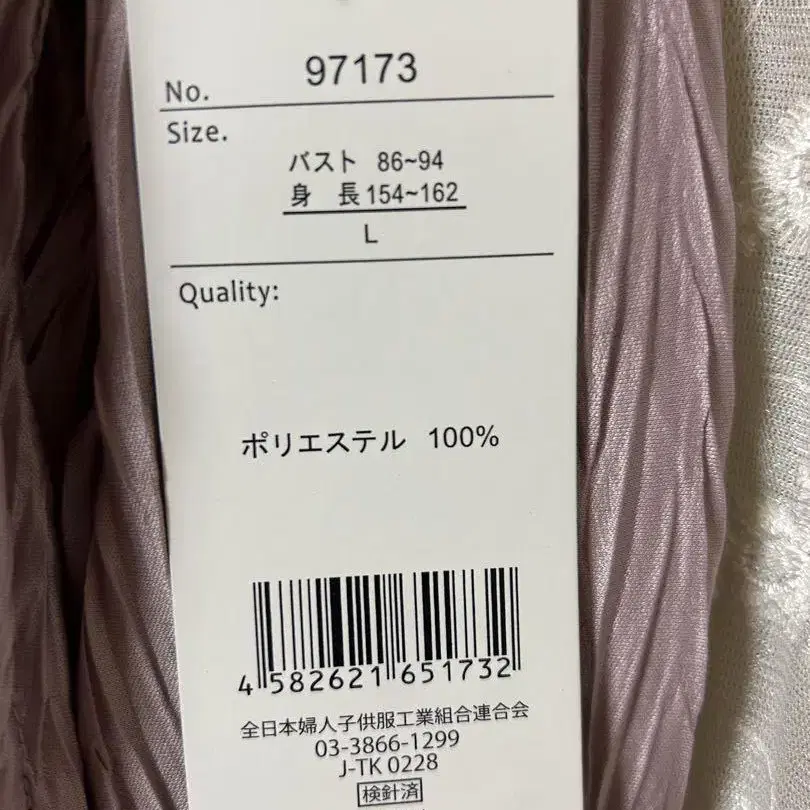 No. 97173
Size.
バスト 86~94
身 長 154~162
L
Quality:
ポリエステル 100%
4 582621 651732
全日本婦人子供服工業組合連合会
03-3866-1299
J-TK 0228
検針済